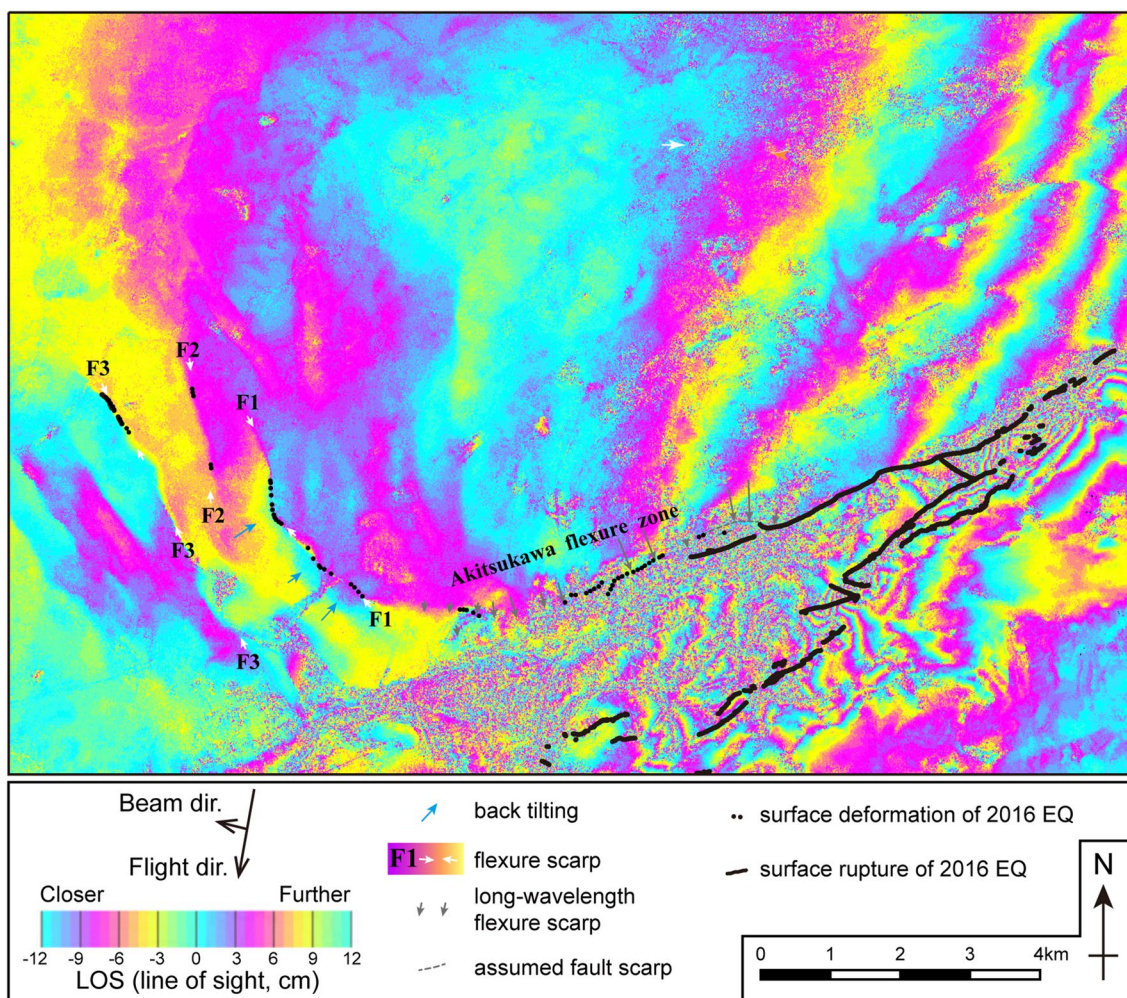 F2
F3
F1
F2
F3
F1
F3
Akitsukawa flexure zone
Beam dir.
Flight dir.
Closer Further
-12 -9 -6 -3 0 3 6 9 12
LOS (line of sight, cm)
back tilting
F1 flexure scarp
long-wavelength
flexure scarp
assumed fault scarp
surface deformation of 2016 EQ
surface rupture of 2016 EQ
N
0 1 2 3 4km